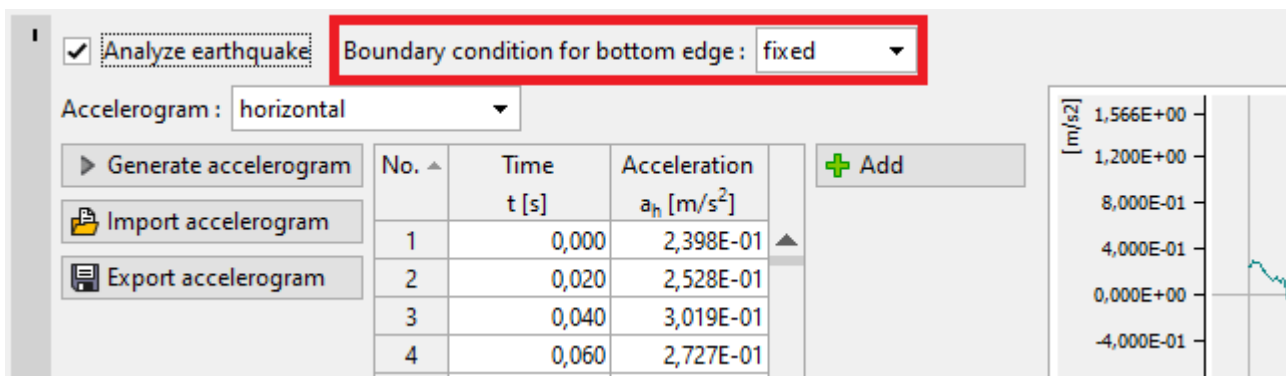 Analyze earthquake Boundary condition for bottom edge : fixed
Accelerogram : horizontal
Generate accelerogram
Import accelerogram
Export accelerogram
No. Time Acceleration
t [s] aₕ [m/s²]
1 0,000 2,398E-01
2 0,020 2,528E-01
3 0,040 3,019E-01
4 0,060 2,727E-01
Add
[m/s2]
1,566E+00
1,200E+00
8,000E-01
4,000E-01
0,000E+00
-4,000E-01